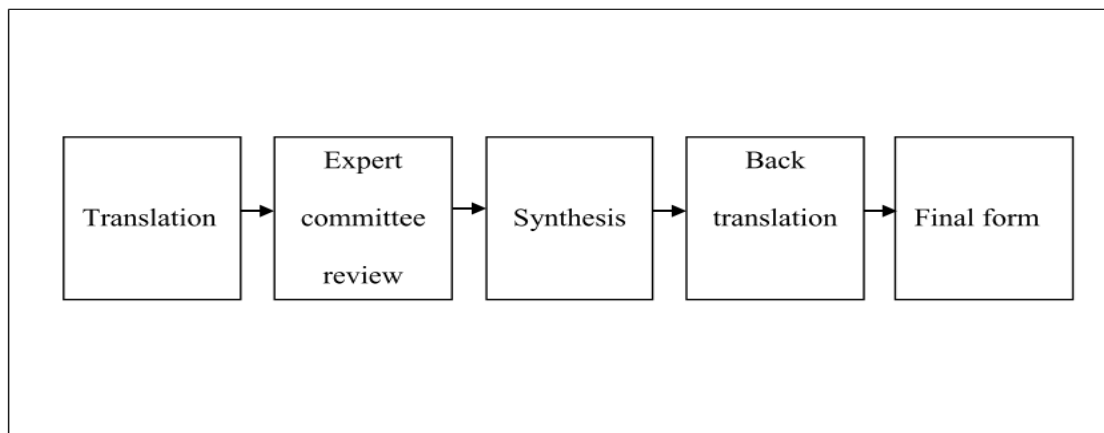 Translation
Expert
committee
review
Synthesis
Back
translation
Final form